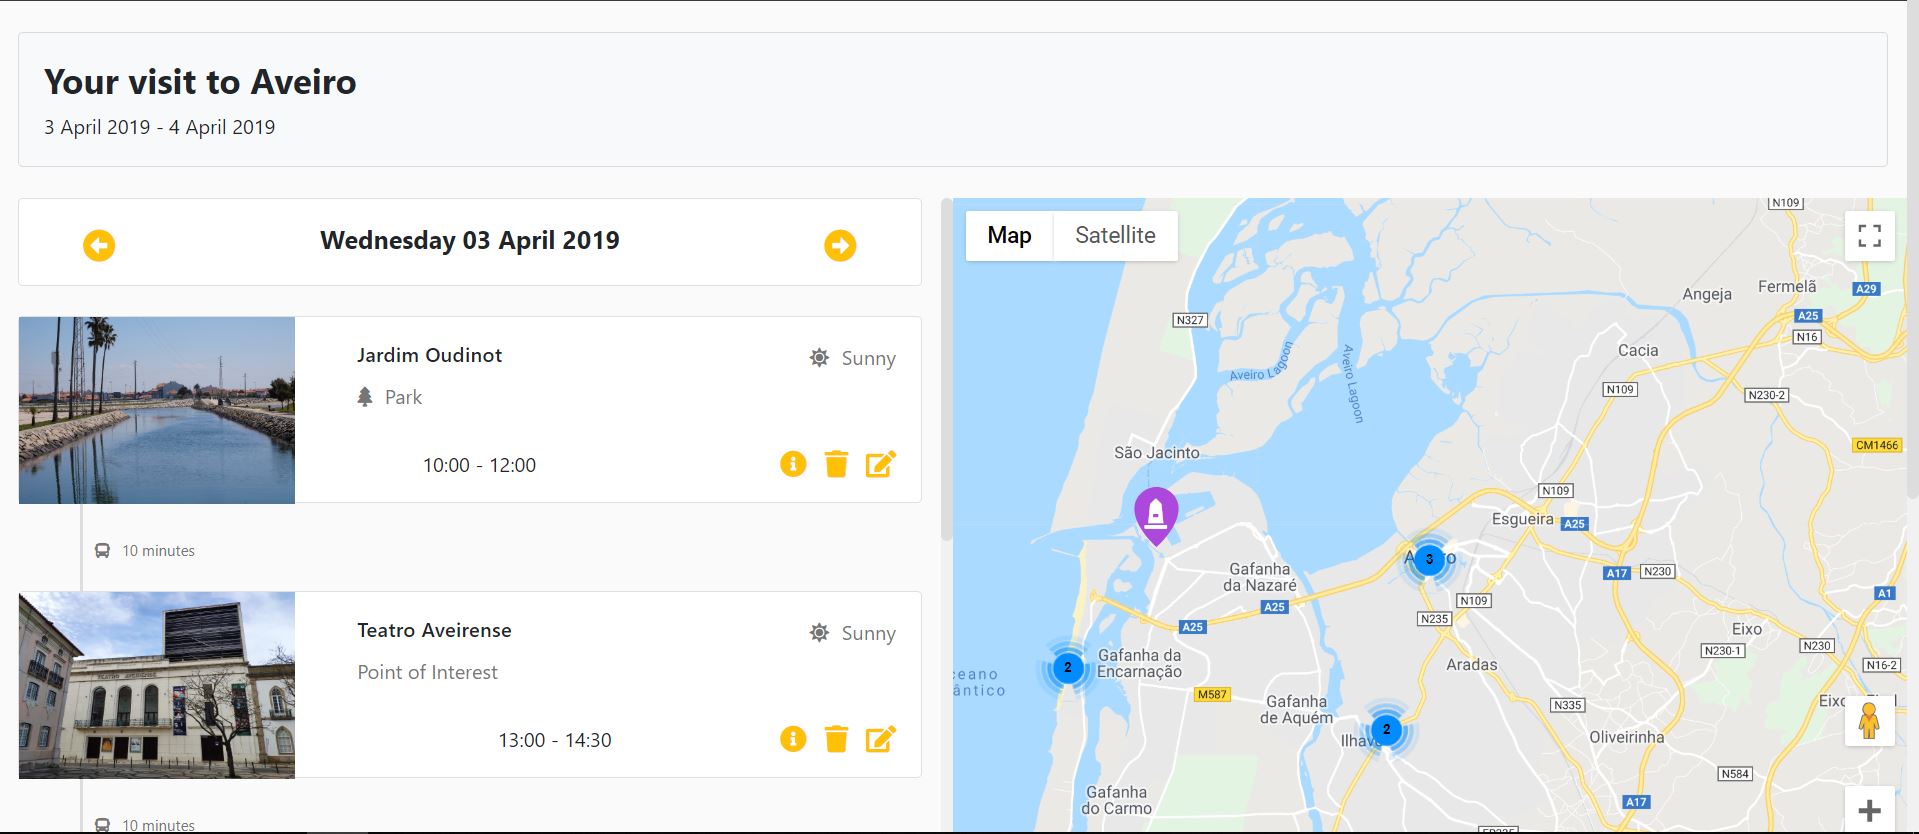 Your visit to Aveiro
3 April 2019 - 4 April 2019
Wednesday 03 April 2019
Jardim Oudinot
Sunny
Park
10:00 - 12:00
10 minutes
TEATRO AVEIRENSE
Teatro Aveirense
Sunny
Point of Interest
13:00 - 14:30
10 minutes
Map
Satellite
N109
Angeja
Fermelã
A29
A25
N16
N327
Cacia
Aveiro Lagoon
Aveiro Lagoon
N109
N230-2
CM1466
São Jacinto
N109
Esgueira
A25
3
Gafanha
da Nazaré
A17
N230
A25
N109
A1
N235
A25
Eixo
N230-1
N230
2
Gafanha da
Encarnação
Aradas
N16-2
ceano
ântico
M587
Gafanha
de Aquém
N335
2
Oliveirinha
N584
Gafanha
do Carmo
A17